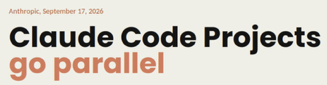 Anthropic, September 17, 2026
Claude Code Projects
go parallel